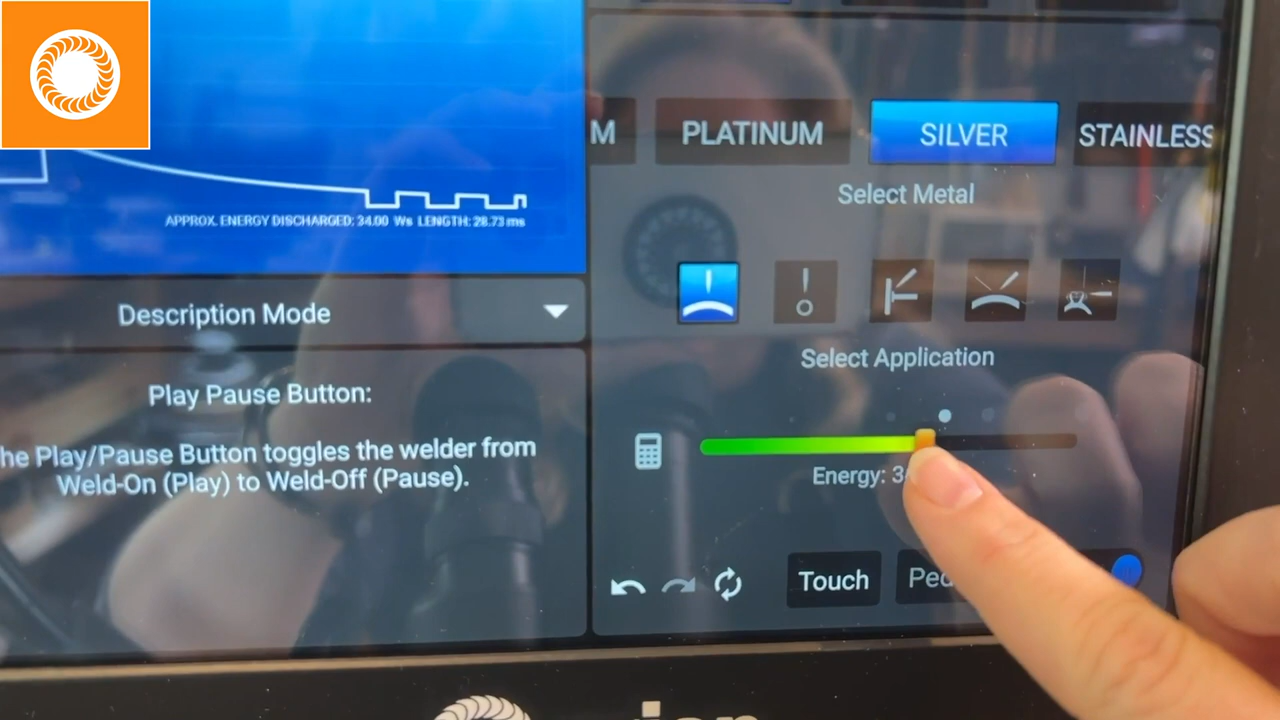 M
PLATINUM
SILVER
STAINLESS
Select Metal
APPROX. ENERGY DISCHARGED: 34.00 Ws LENGTH: 28.73 ms
Description Mode
Select Application
Play Pause Button:
he Play/Pause Button toggles the welder from
Weld-On (Play) to Weld-Off (Pause).
Energy: 3
Touch
Ped